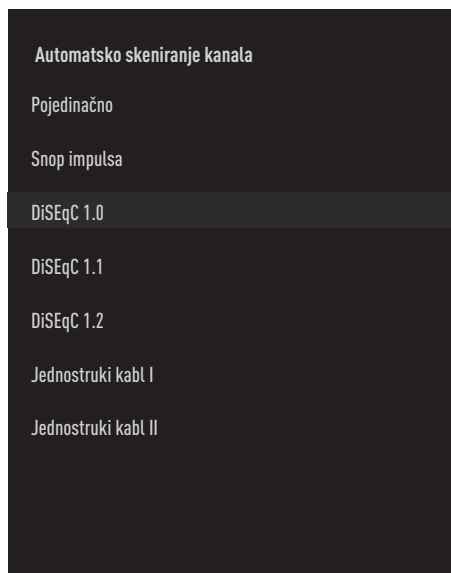 Automatsko skeniranje kanala
Pojedinačno
Snop impulsa
DiSEqC 1.0
DiSEqC 1.1
DiSEqC 1.2
Jednostruki kabl I
Jednostruki kabl II